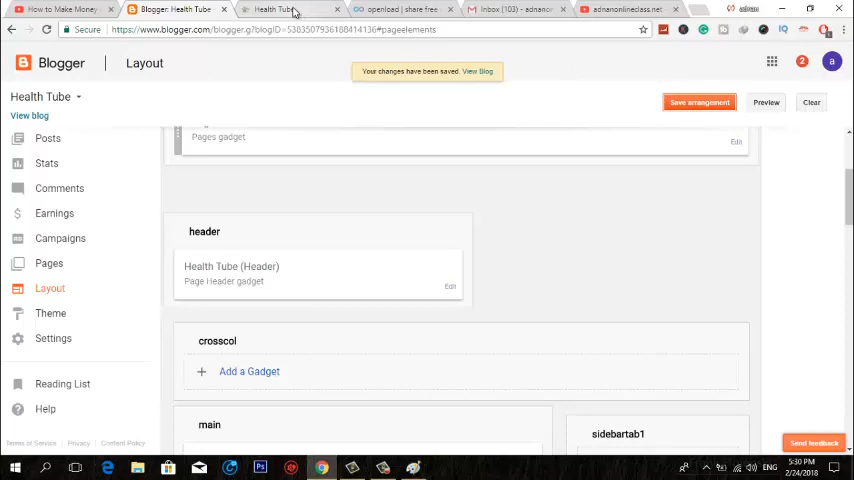 How to Make Money
Blogger: Health Tube
Health Tube
openload | share free
Inbox (103) - adnanon
adnanonlineclass.net
adnan
Secure https://www.blogger.com/blogger.g?blogID=5383507936188414136#pageelements
Blogger Layout
Your changes have been saved. View Blog
2
a
Health Tube
View blog
Save arrangement
Preview
Clear
Posts
Stats
Comments
Earnings
Campaigns
Pages
Layout
Theme
Settings
Reading List
Help
Terms of Service | Privacy | Content Policy
Pages gadget
Edit
header
Health Tube (Header)
Page Header gadget
Edit
crosscol
+ Add a Gadget
main
sidebartab1
Send feedback
ENG
5:30 PM
2/24/2018